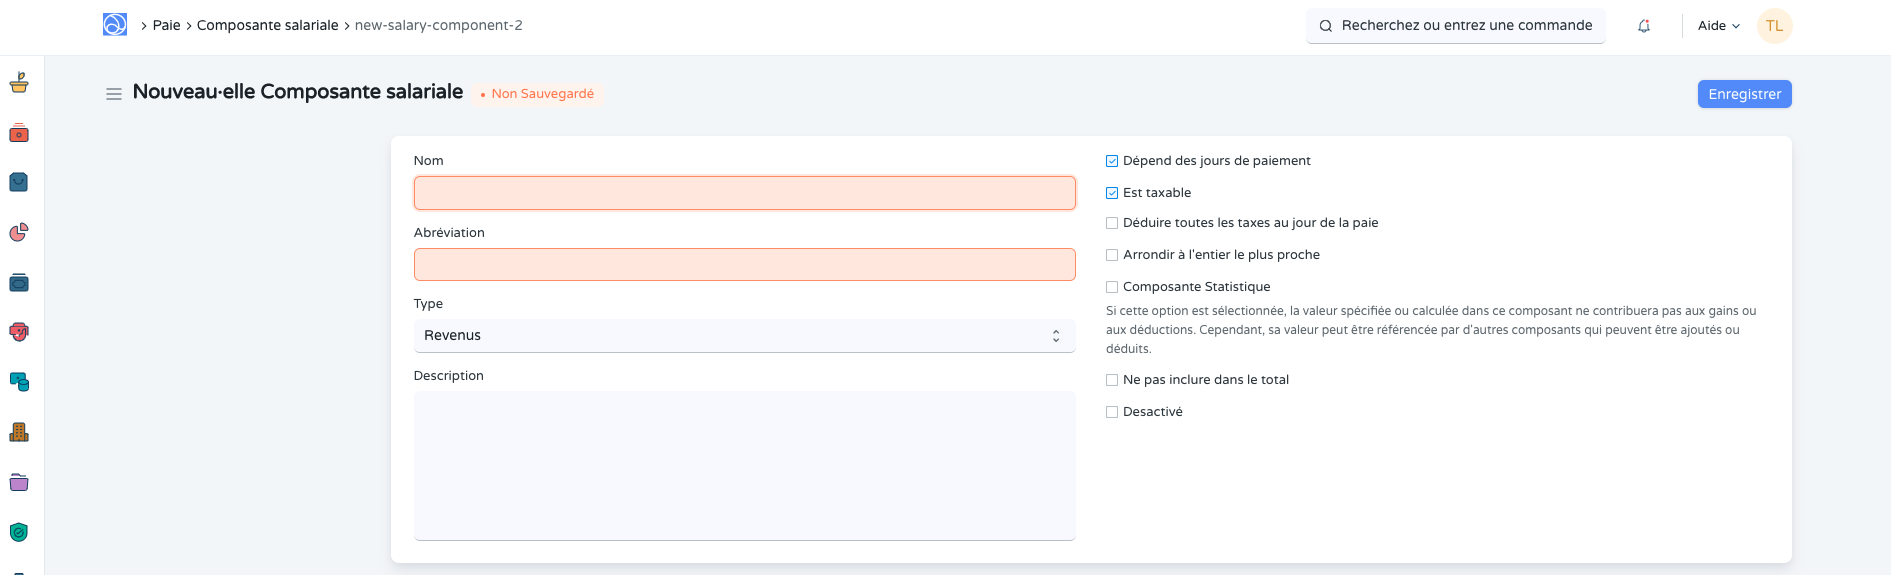 Paie Composante salariale new-salary-component-2
Recherchez ou entrez une commande
Aide
TL
Nouveau·elle Composante salariale
• Non Sauvegardé
Enregistrer
Nom
Abréviation
Type
Revenus
Description
Dépend des jours de paiement
Est taxable
Déduire toutes les taxes au jour de la paie
Arrondir à l'entier le plus proche
Composante Statistique
Si cette option est sélectionnée, la valeur spécifiée ou calculée dans ce composant ne contribuera pas aux gains ou
aux déductions. Cependant, sa valeur peut être référencée par d'autres composants qui peuvent être ajoutés ou
déduits.
Ne pas inclure dans le total
Desactivé